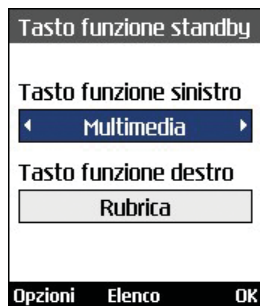 Tasto funzione standby
Tasto funzione sinistro
Multimedia
Tasto funzione destro
Rubrica
Opzioni Elenco OK